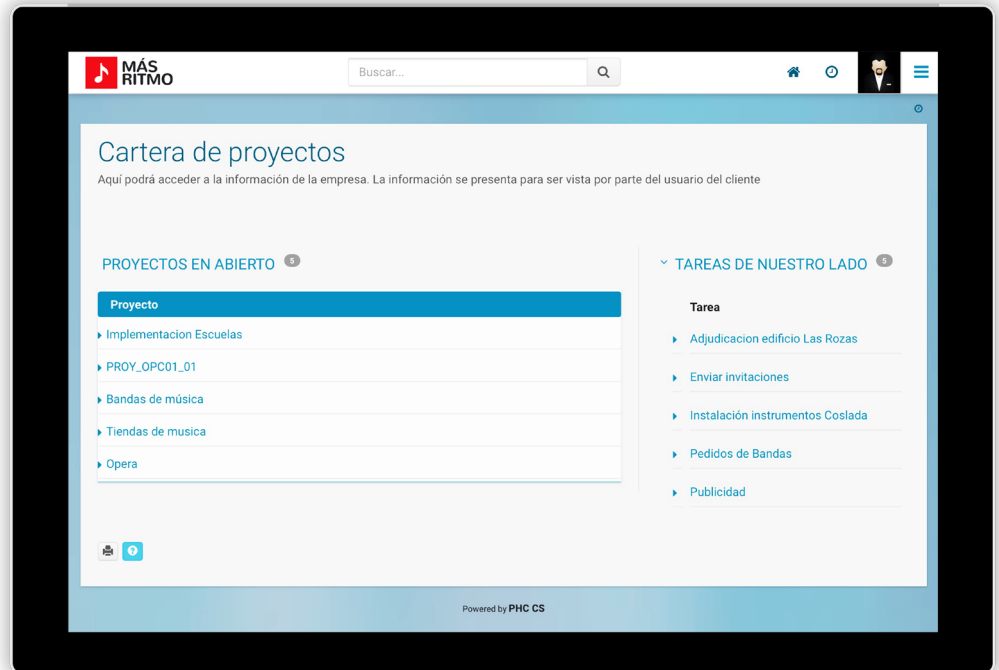 MÁS
RITMO
Buscar...
Cartera de proyectos
Aquí podrá acceder a la información de la empresa. La información se presenta para ser vista por parte del usuario del cliente
PROYECTOS EN ABIERTO 5
Proyecto
Implementacion Escuelas
PROY_OPC01_01
Bandas de música
Tiendas de musica
Opera
TAREAS DE NUESTRO LADO 5
Tarea
Adjudicacion edificio Las Rozas
Enviar invitaciones
Instalación instrumentos Coslada
Pedidos de Bandas
Publicidad
?
Powered by PHC CS